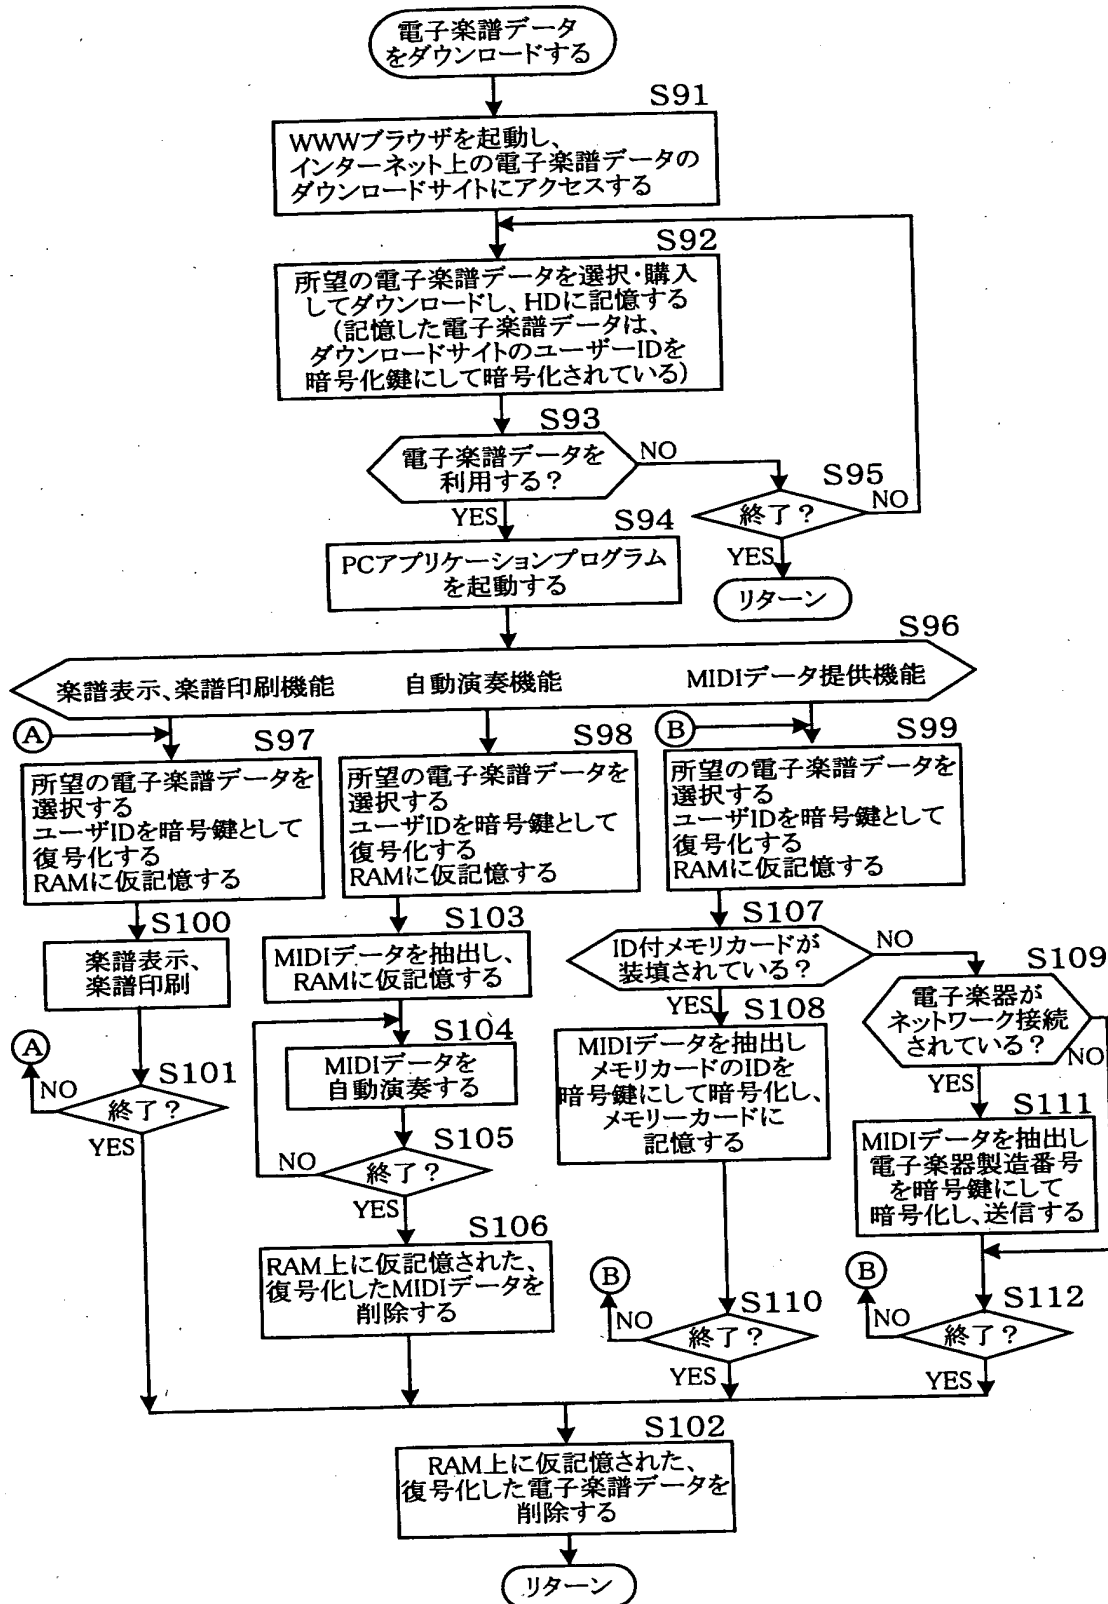 電子楽譜データ
をダウンロードする
S91
WWWブラウザを起動し、
インターネット上の電子楽譜データの
ダウンロードサイトにアクセスする
S92
所望の電子楽譜データを選択・購入
してダウンロードし、HDに記憶する
(記憶した電子楽譜データは、
ダウンロードサイトのユーザーIDを
暗号化鍵にして暗号化されている)
S93
電子楽譜データを
利用する?
NO
YES
S95
終了?
NO
YES
リターン
S94
PCアプリケーションプログラム
を起動する
S96
楽譜表示、楽譜印刷機能
自動演奏機能
MIDIデータ提供機能
A
S97
所望の電子楽譜データを
選択する
ユーザIDを暗号鍵として
復号化する
RAMに仮記憶する
S98
所望の電子楽譜データを
選択する
ユーザIDを暗号鍵として
復号化する
RAMに仮記憶する
B
S99
所望の電子楽譜データを
選択する
ユーザIDを暗号鍵として
復号化する
RAMに仮記憶する
S100
楽譜表示、
楽譜印刷
A
NO
S101
終了?
YES
S103
MIDIデータを抽出し、
RAMに仮記憶する
S104
MIDIデータを
自動演奏する
S105
NO
終了?
YES
S106
RAM上に仮記憶された、
復号化したMIDIデータを
削除する
S107
ID付メモリカードが
装填されている?
NO
YES
S108
MIDIデータを抽出し
メモリカードのIDを
暗号鍵にして暗号化し、
メモリーカードに
記憶する
B
NO
S110
終了?
YES
S109
電子楽器が
ネットワーク接続
されている?
NO
YES
S111
MIDIデータを抽出し
電子楽器製造番号
を暗号鍵にして
暗号化し、送信する
B
NO
S112
終了?
YES
S102
RAM上に仮記憶された、
復号化した電子楽譜データを
削除する
リターン